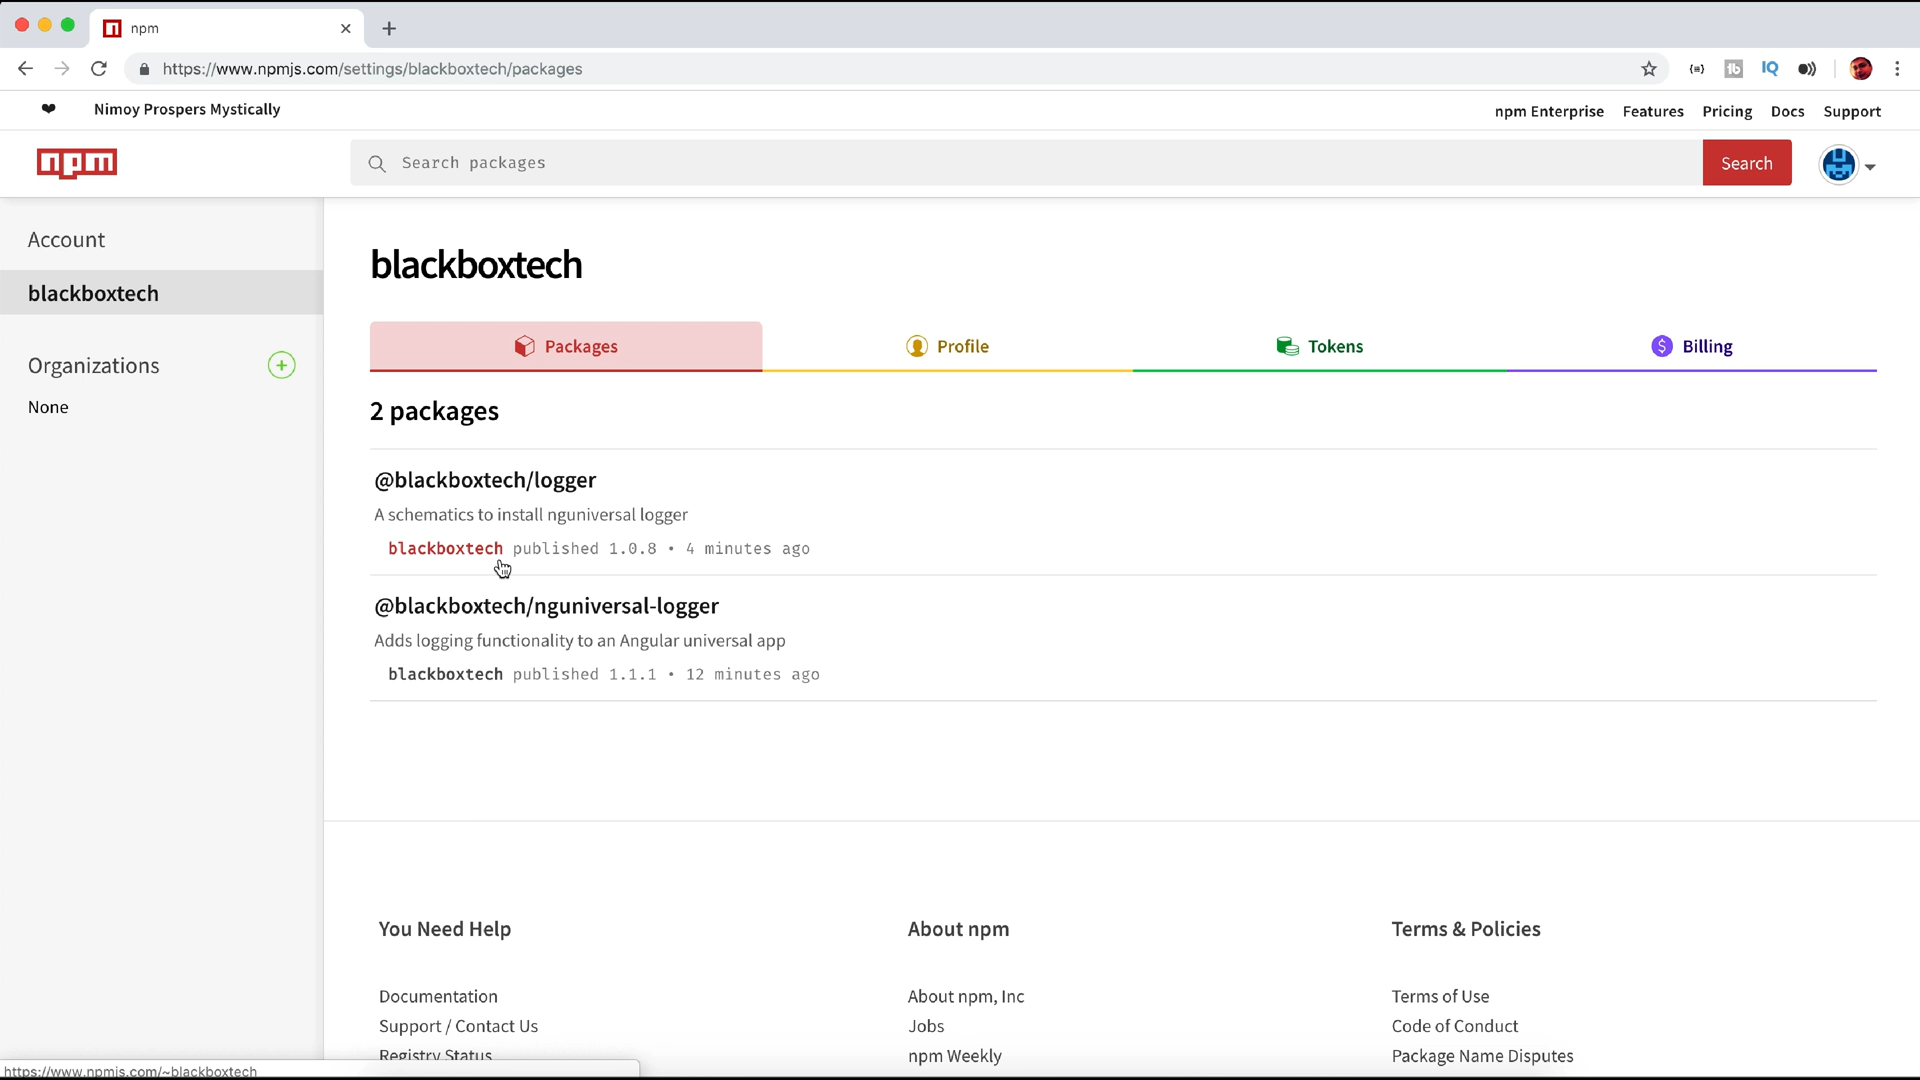 npm
https://www.npmjs.com/settings/blackboxtech/packages
Nimoy Prospers Mystically
npm Enterprise Features Pricing Docs Support
npm
Search packages
Search
Account
blackboxtech
Organizations
None
blackboxtech
Packages Profile Tokens Billing
2 packages
@blackboxtech/logger
A schematics to install nguniversal logger
blackboxtech published 1.0.8 • 4 minutes ago
@blackboxtech/nguniversal-logger
Adds logging functionality to an Angular universal app
blackboxtech published 1.1.1 • 12 minutes ago
You Need Help
Documentation
Support / Contact Us
Registry Status
About npm
About npm, Inc
Jobs
npm Weekly
Terms & Policies
Terms of Use
Code of Conduct
Package Name Disputes
https://www.npmjs.com/~blackboxtech